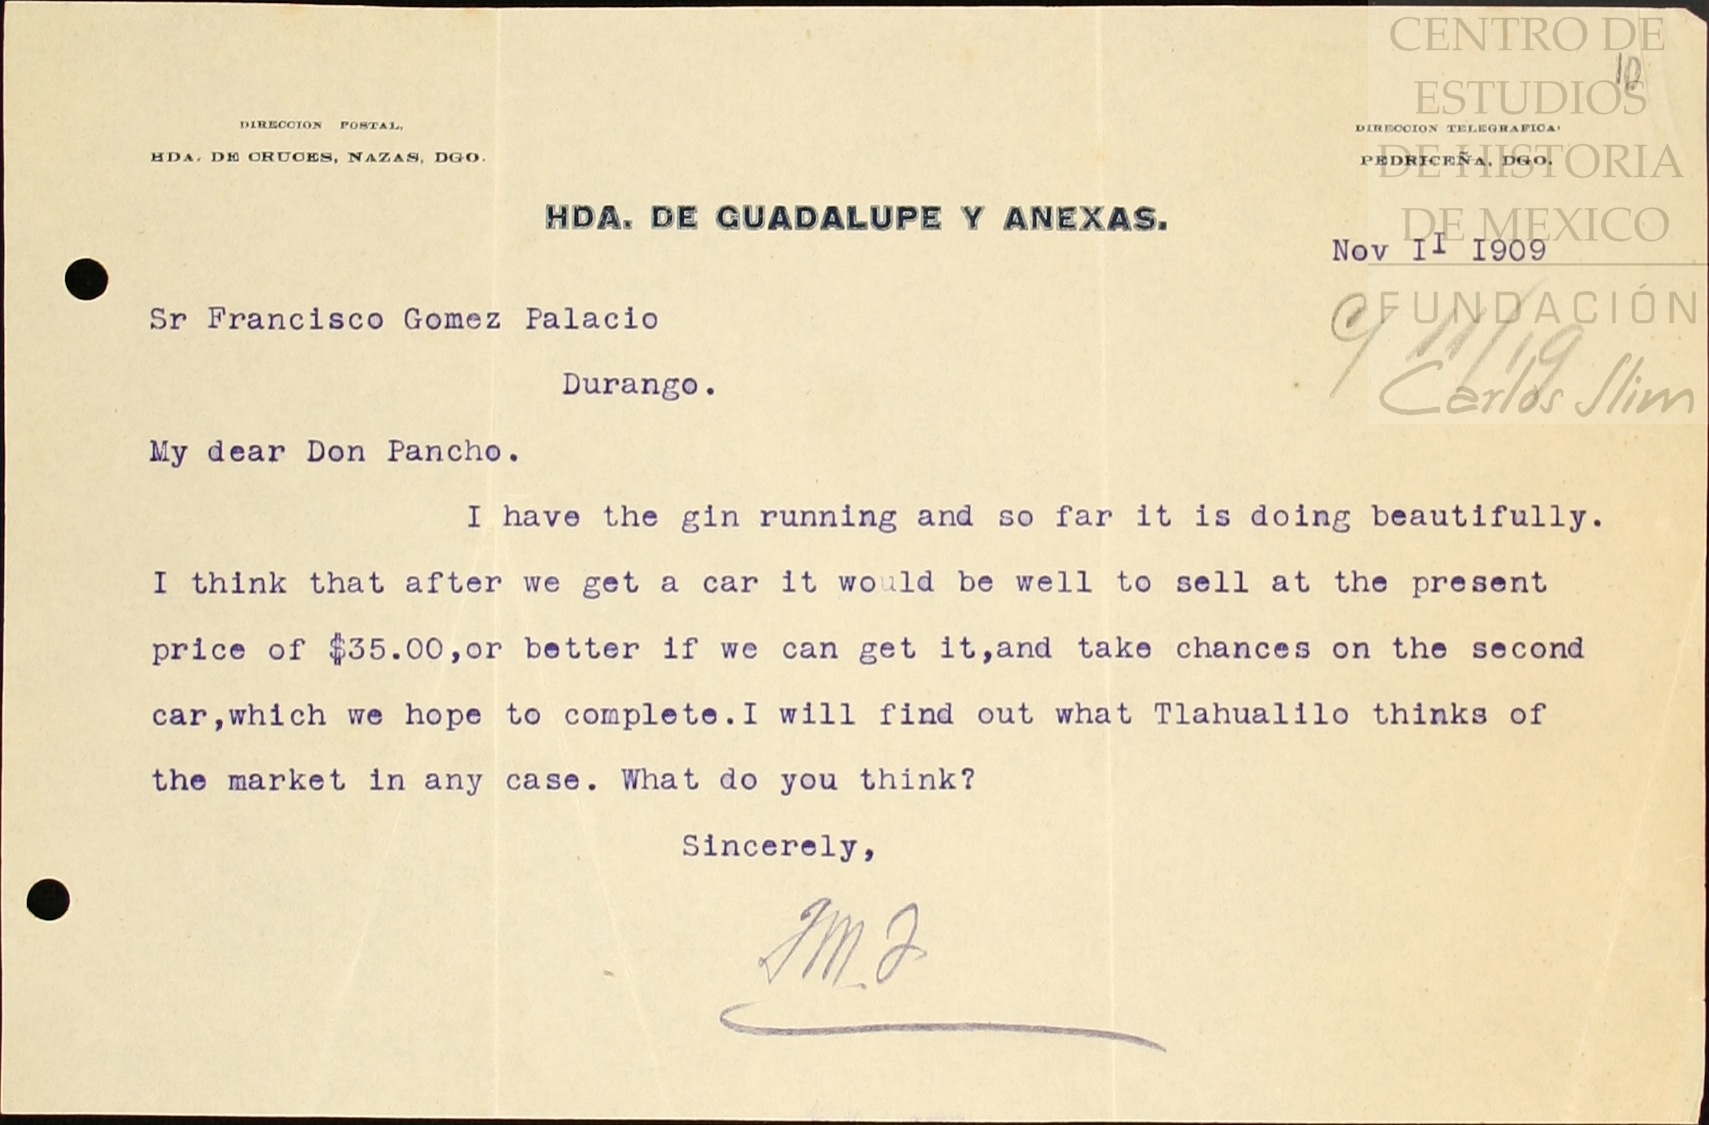 CENTRO DE
ESTUDIOS
DE HISTORIA
DE MEXICO
FUNDACIÓN
Carlos Slim
10
DIRECCION POSTAL,
HDA. DE CRUCES, NAZAS, DGO.
DIRECCION TELEGRAFICA:
PEDRICEÑA, DGO.
HDA. DE GUADALUPE Y ANEXAS.
Nov II I909
11/19
Sr Francisco Gomez Palacio
Durango.
My dear Don Pancho.
I have the gin running and so far it is doing beautifully.
I think that after we get a car it would be well to sell at the present
price of $35.00,or better if we can get it,and take chances on the second
car,which we hope to complete.I will find out what Tlahualilo thinks of
the market in any case. What do you think?
Sincerely,